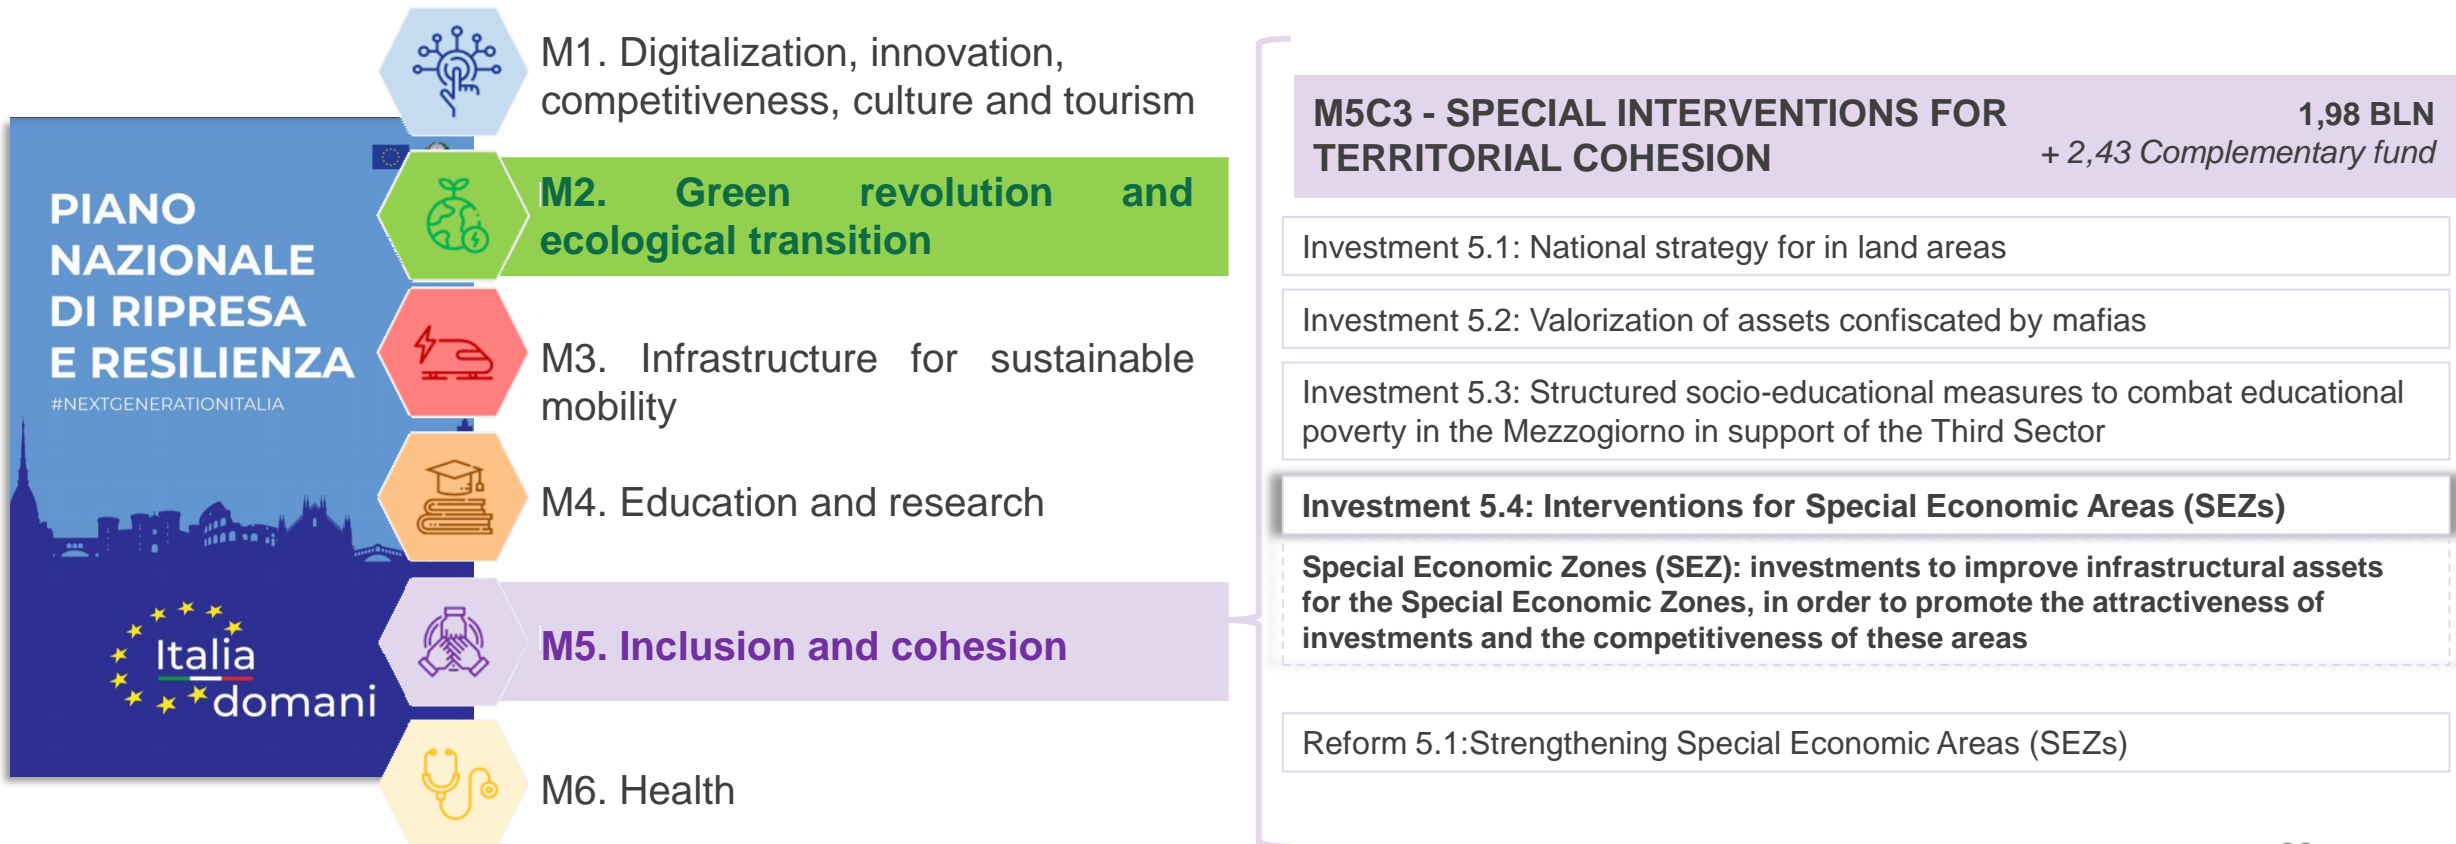 PIANO
NAZIONALE
DI RIPRESA
E RESILIENZA
#NEXTGENERATIONITALIA
Italia
domani
M1. Digitalization, innovation,
competitiveness, culture and tourism
M2. Green revolution and
ecological transition
M3. Infrastructure for sustainable
mobility
M4. Education and research
M5. Inclusion and cohesion
M6. Health
M5C3 - SPECIAL INTERVENTIONS FOR
TERRITORIAL COHESION
1,98 BLN
+ 2,43 Complementary fund
Investment 5.1: National strategy for in land areas
Investment 5.2: Valorization of assets confiscated by mafias
Investment 5.3: Structured socio-educational measures to combat educational
poverty in the Mezzogiorno in support of the Third Sector
Investment 5.4: Interventions for Special Economic Areas (SEZs)
Special Economic Zones (SEZ): investments to improve infrastructural assets
for the Special Economic Zones, in order to promote the attractiveness of
investments and the competitiveness of these areas
Reform 5.1:Strengthening Special Economic Areas (SEZs)